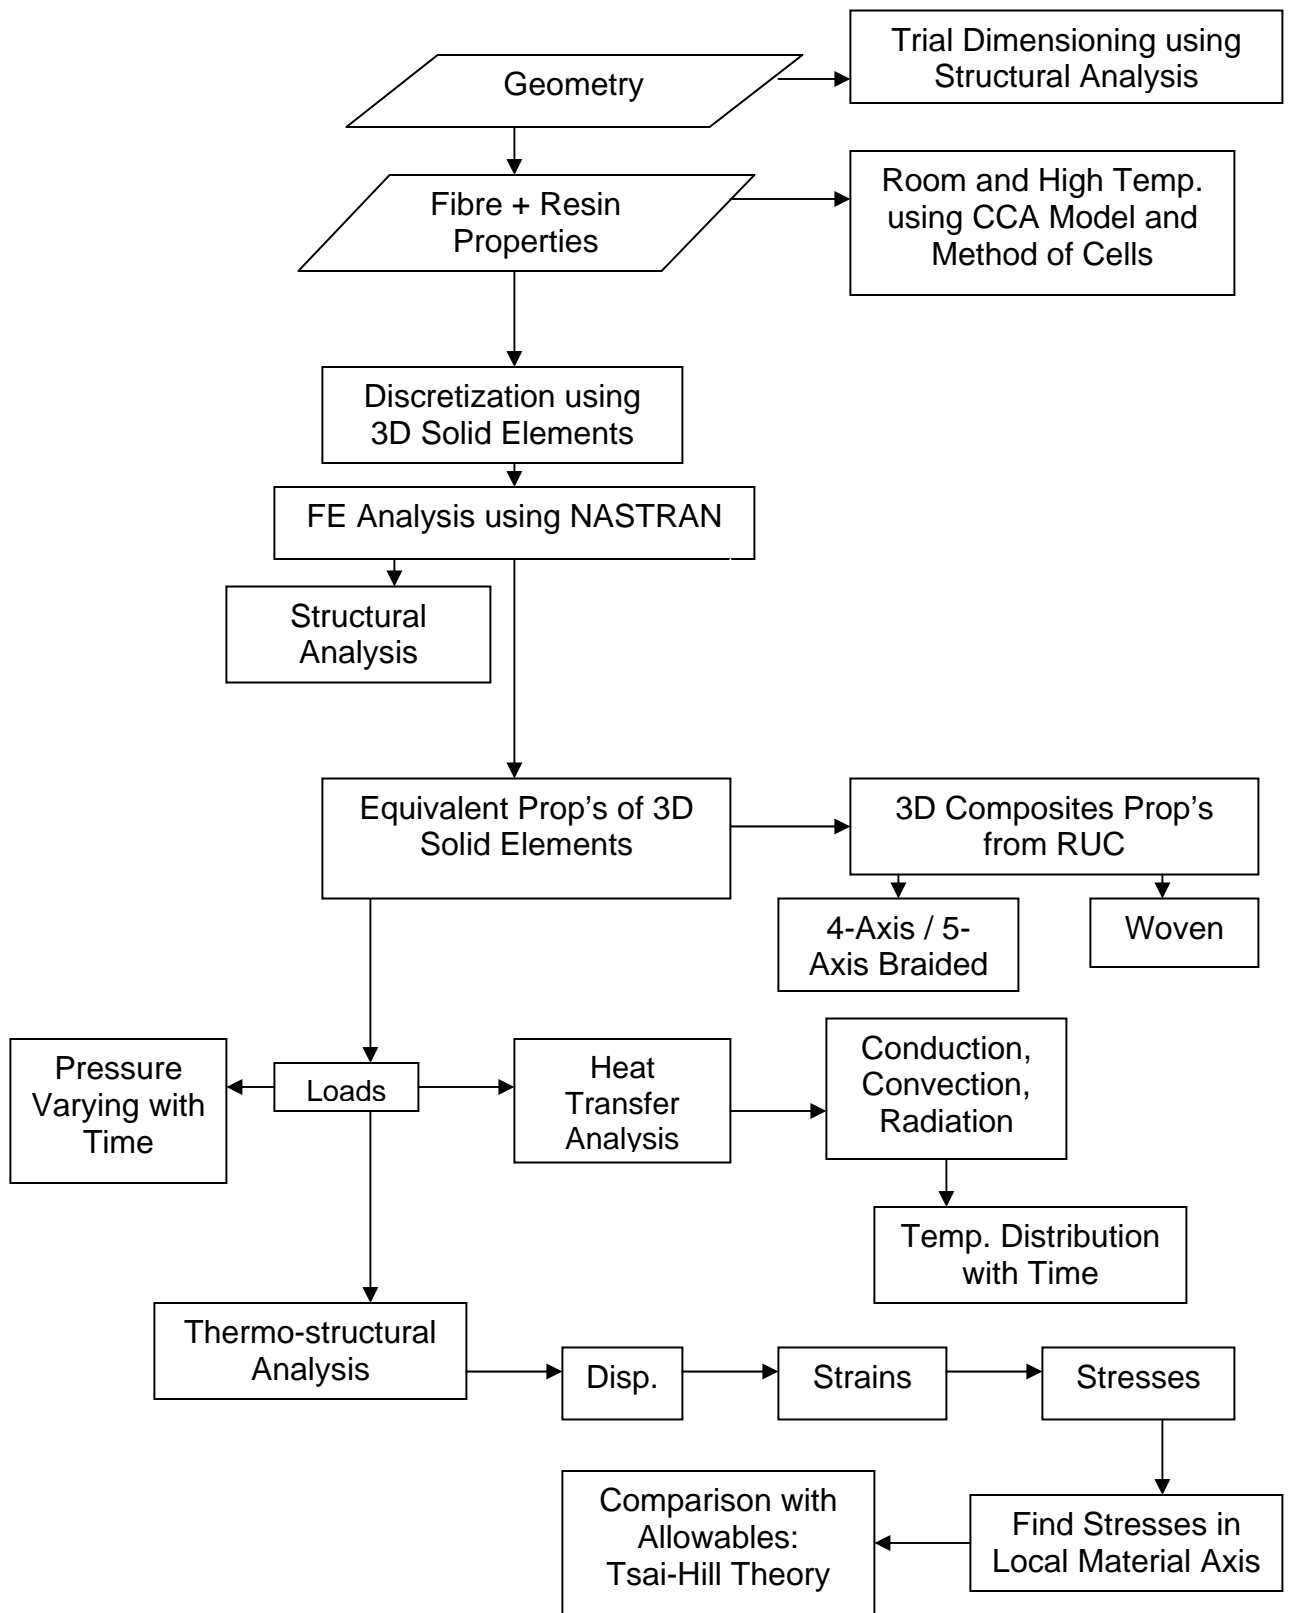 Trial Dimensioning using
Structural Analysis
Geometry
Room and High Temp.
using CCA Model and
Method of Cells
Fibre + Resin
Properties
Discretization using
3D Solid Elements
FE Analysis using NASTRAN
Structural
Analysis
Equivalent Prop's of 3D
Solid Elements
3D Composites Prop's
from RUC
4-Axis / 5-
Axis Braided
Woven
Pressure
Varying with
Time
Loads
Heat
Transfer
Analysis
Conduction,
Convection,
Radiation
Temp. Distribution
with Time
Thermo-structural
Analysis
Disp.
Strains
Stresses
Find Stresses in
Local Material Axis
Comparison with
Allowables:
Tsai-Hill Theory